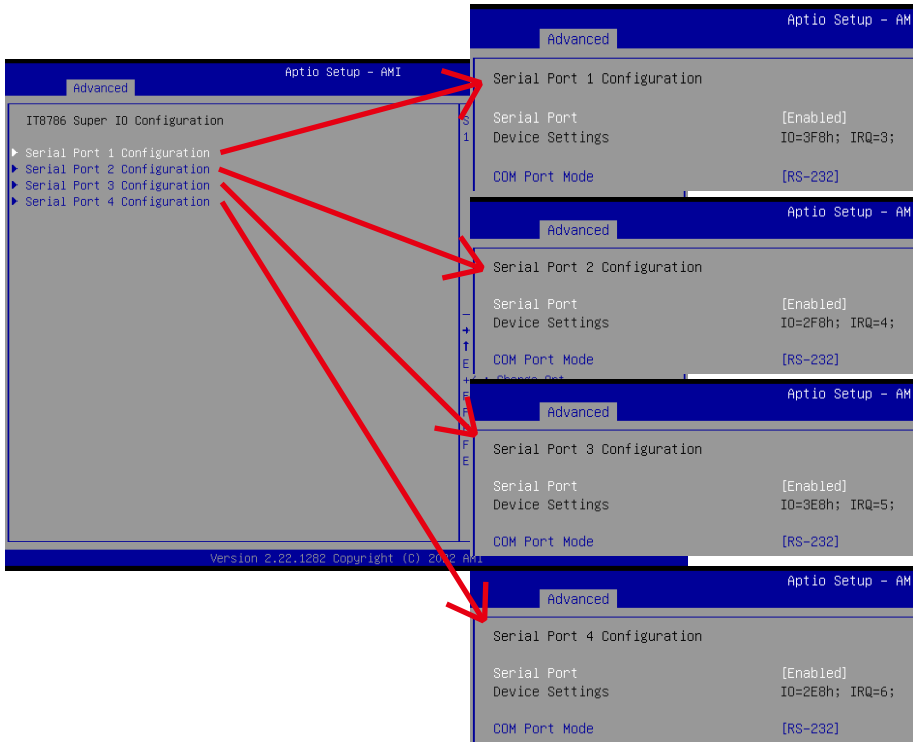 Aptio Setup – AMI
Advanced
IT8786 Super IO Configuration
Serial Port 1 Configuration
Serial Port 2 Configuration
Serial Port 3 Configuration
Serial Port 4 Configuration
Version 2.22.1282 Copyright (C) 2022 AMI
Aptio Setup – AM
Advanced
Serial Port 1 Configuration
Serial Port [Enabled]
Device Settings IO=3F8h; IRQ=3;
COM Port Mode [RS-232]
Aptio Setup – AM
Advanced
Serial Port 2 Configuration
Serial Port [Enabled]
Device Settings IO=2F8h; IRQ=4;
COM Port Mode [RS-232]
Aptio Setup – AM
Advanced
Serial Port 3 Configuration
Serial Port [Enabled]
Device Settings IO=3E8h; IRQ=5;
COM Port Mode [RS-232]
Aptio Setup – AM
Advanced
Serial Port 4 Configuration
Serial Port [Enabled]
Device Settings IO=2E8h; IRQ=6;
COM Port Mode [RS-232]